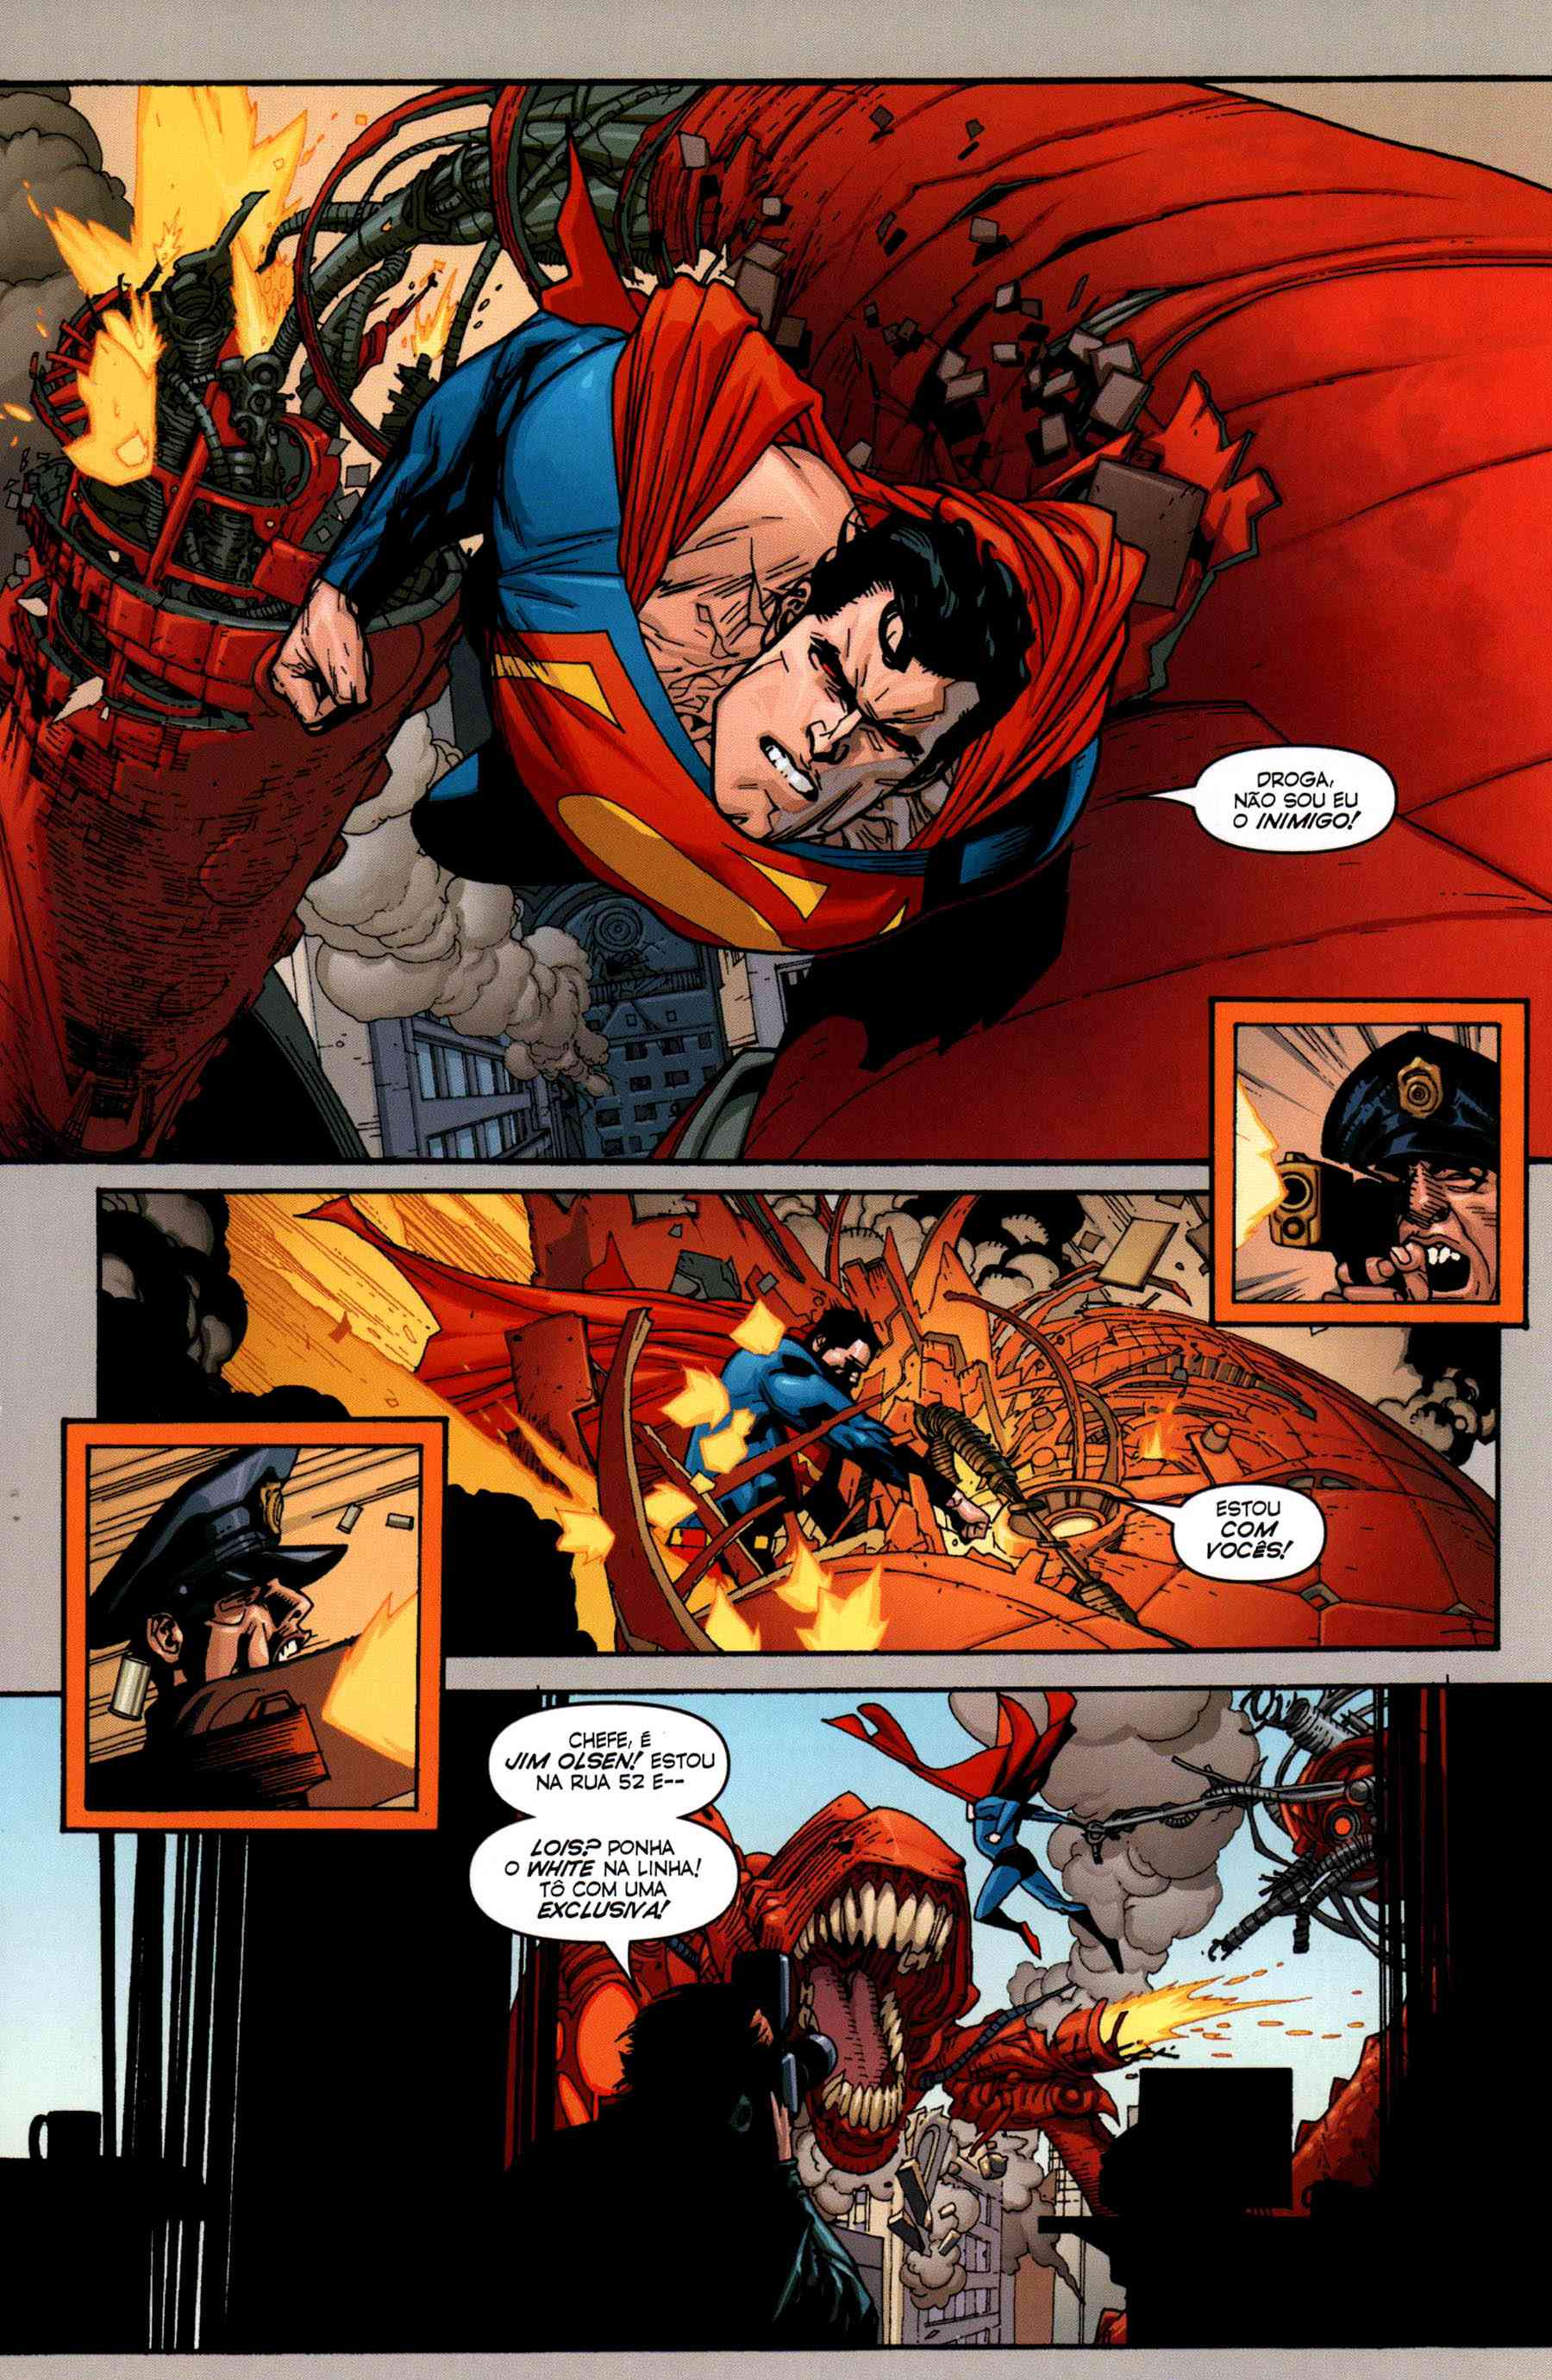 DROGA,
NÃO SOU EU
O INIMIGO!
ESTOU
COM
VOCÊS!
CHEFE, É
JIM OLSEN! ESTOU
NA RUA 52 E--
LOIS? PONHA
O WHITE NA LINHA!
TÔ COM UMA
EXCLUSIVA!